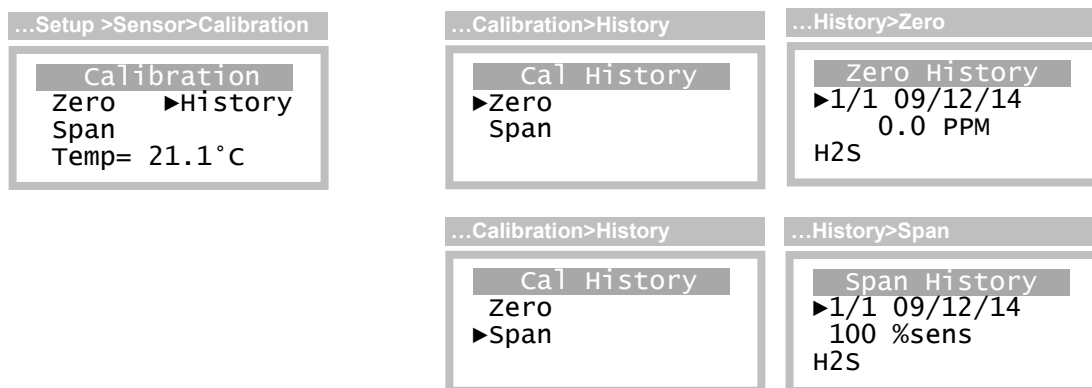 …Setup >Sensor>Calibration
Calibration
Zero ►History
Span
Temp= 21.1°C
…Calibration>History
Cal History
►Zero
Span
…History>Zero
Zero History
►1/1 09/12/14
0.0 PPM
H2S
…Calibration>History
Cal History
Zero
►Span
…History>Span
Span History
►1/1 09/12/14
100 %sens
H2S